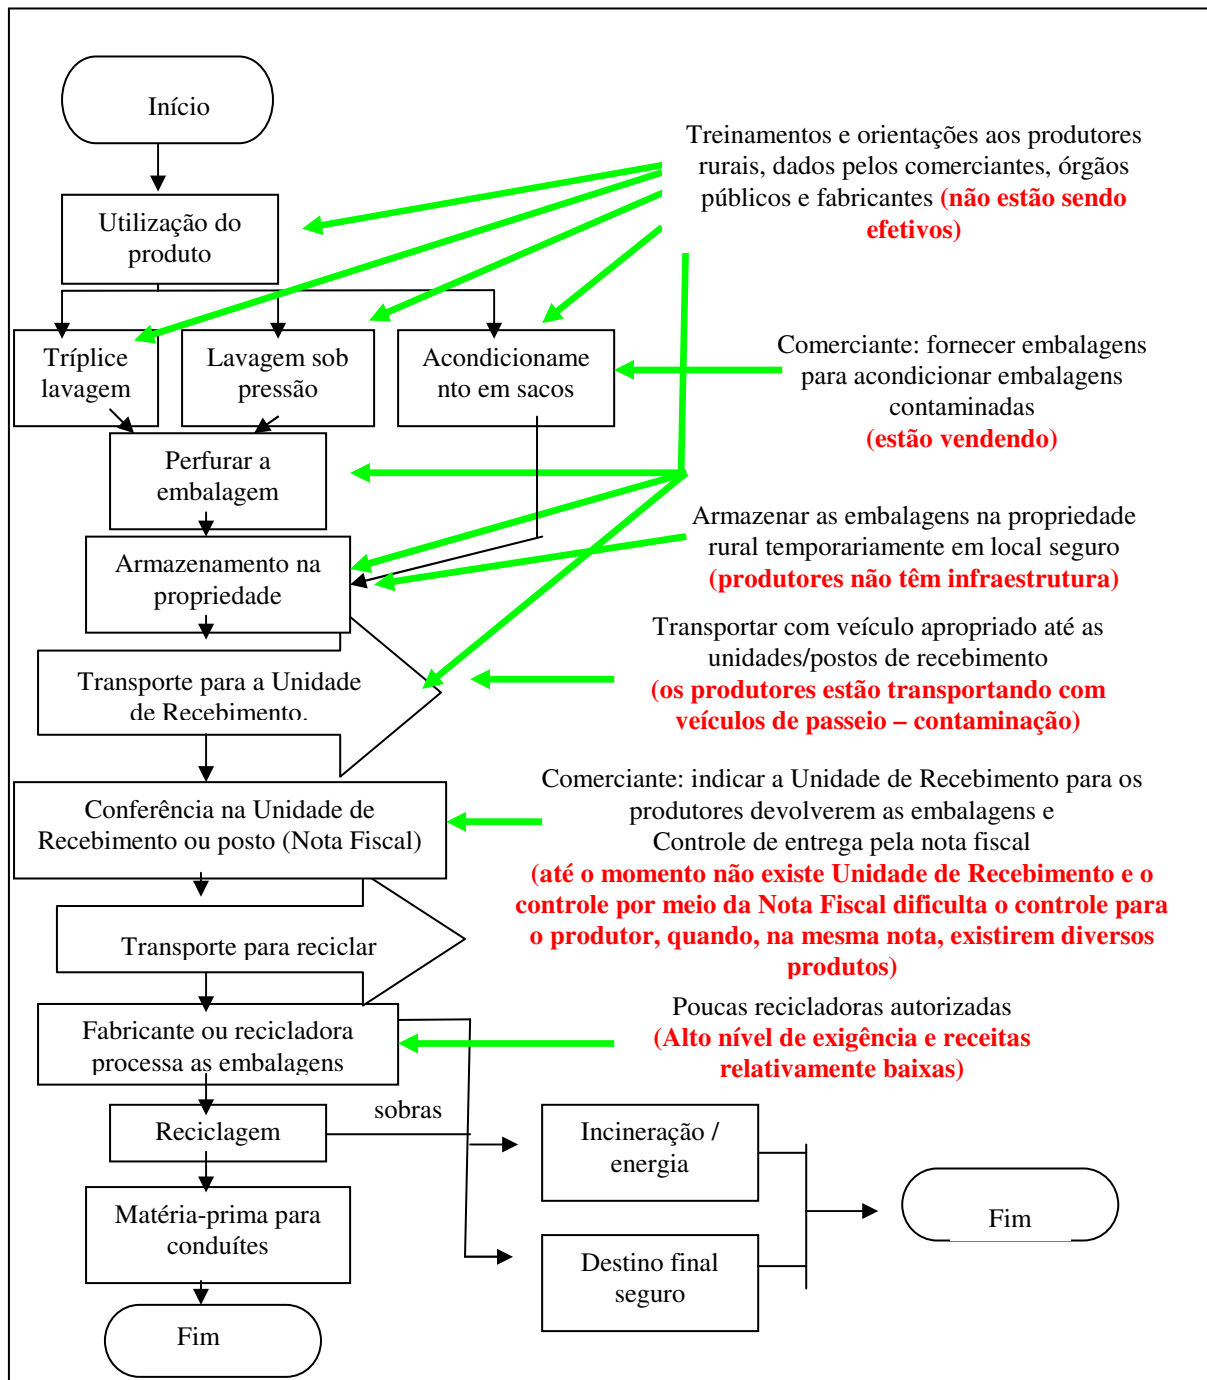 Início
Treinamentos e orientações aos produtores
rurais, dados pelos comerciantes, órgãos
públicos e fabricantes (não estão sendo
efetivos)
Utilização do
produto
Tríplice
lavagem
Lavagem sob
pressão
Acondicioname
nto em sacos
Comerciante: fornecer embalagens
para acondicionar embalagens
contaminadas
(estão vendendo)
Perfurar a
embalagem
Armazenar as embalagens na propriedade
rural temporariamente em local seguro
(produtores não têm infraestrutura)
Armazenamento na
propriedade
Transportar com veículo apropriado até as
unidades/postos de recebimento
(os produtores estão transportando com
veículos de passeio – contaminação)
Transporte para a Unidade
de Recebimento.
Comerciante: indicar a Unidade de Recebimento para os
produtores devolverem as embalagens e
Controle de entrega pela nota fiscal
(até o momento não existe Unidade de Recebimento e o
controle por meio da Nota Fiscal dificulta o controle para
o produtor, quando, na mesma nota, existirem diversos
produtos)
Conferência na Unidade de
Recebimento ou posto (Nota Fiscal)
Transporte para reciclar
Poucas recicladoras autorizadas
(Alto nível de exigência e receitas
relativamente baixas)
Fabricante ou recicladora
processa as embalagens
sobras
Reciclagem
Incineração /
energia
Matéria-prima para
conduítes
Fim
Destino final
seguro
Fim